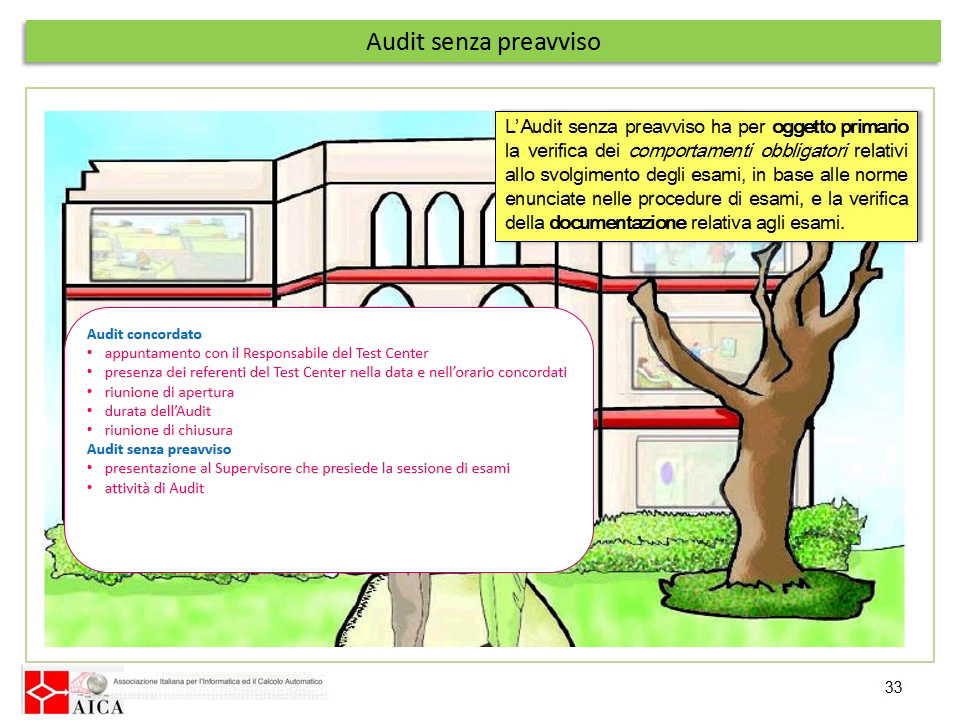 Audit senza preavviso
L’Audit senza preavviso ha per oggetto primario
la verifica dei comportamenti obbligatori relativi
allo svolgimento degli esami, in base alle norme
enunciate nelle procedure di esami, e la verifica
della documentazione relativa agli esami.
Audit concordato
• appuntamento con il Responsabile del Test Center
• presenza dei referenti del Test Center nella data e nell’orario concordati
• riunione di apertura
• durata dell’Audit
• riunione di chiusura
Audit senza preavviso
• presentazione al Supervisore che presiede la sessione di esami
• attività di Audit
Associazione Italiana per l'Informatica ed il Calcolo Automatico
AICA
33